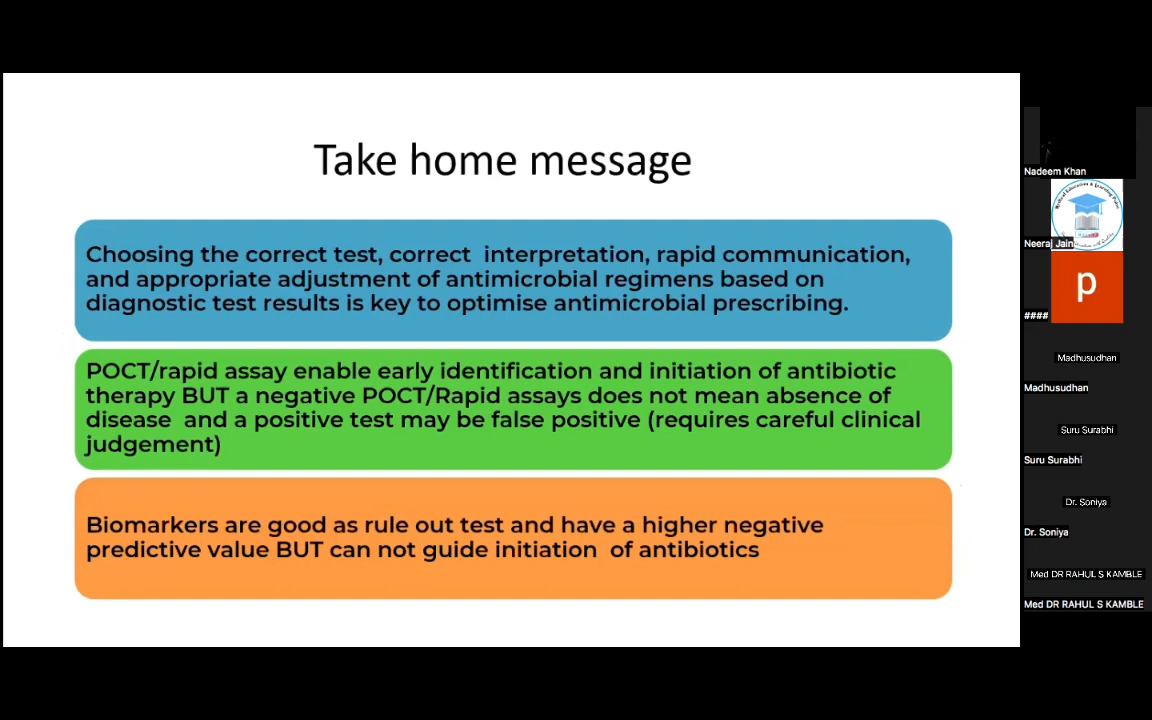 Take home message
Choosing the correct test, correct  interpretation, rapid communication,
and appropriate adjustment of antimicrobial regimens based on
diagnostic test results is key to optimise antimicrobial prescribing.
POCT/rapid assay enable early identification and initiation of antibiotic
therapy BUT a negative POCT/Rapid assays does not mean absence of
disease  and a positive test may be false positive (requires careful clinical
judgement)
Biomarkers are good as rule out test and have a higher negative
predictive value BUT can not guide initiation  of antibiotics
Nadeem Khan
Neeraj Jain
p
####
Madhusudhan
Madhusudhan
Suru Surabhi
Suru Surabhi
Dr. Soniya
Dr. Soniya
Med DR RAHUL S KAMBLE
Med DR RAHUL S KAMBLE